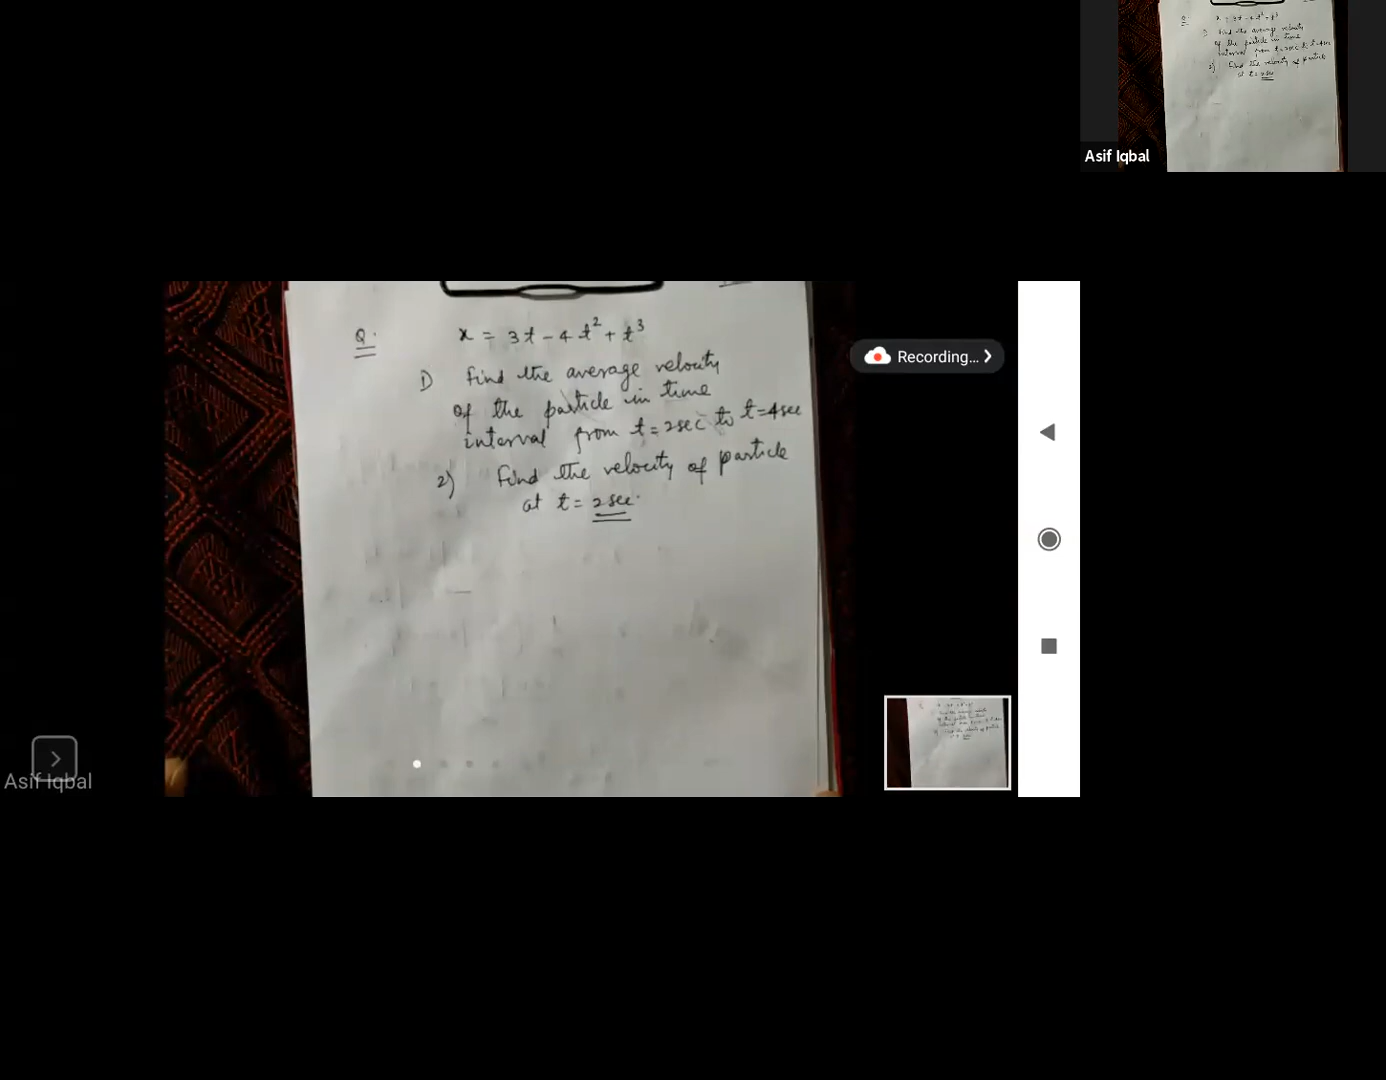 Asif Iqbal
Q.
x = 3t - 4t² + t³
1) Find the average velocity
of the particle in time
interval from t = 2sec to t = 4sec
2) Find the velocity of particle
at t = 2sec.
Recording...
Asif Iqbal